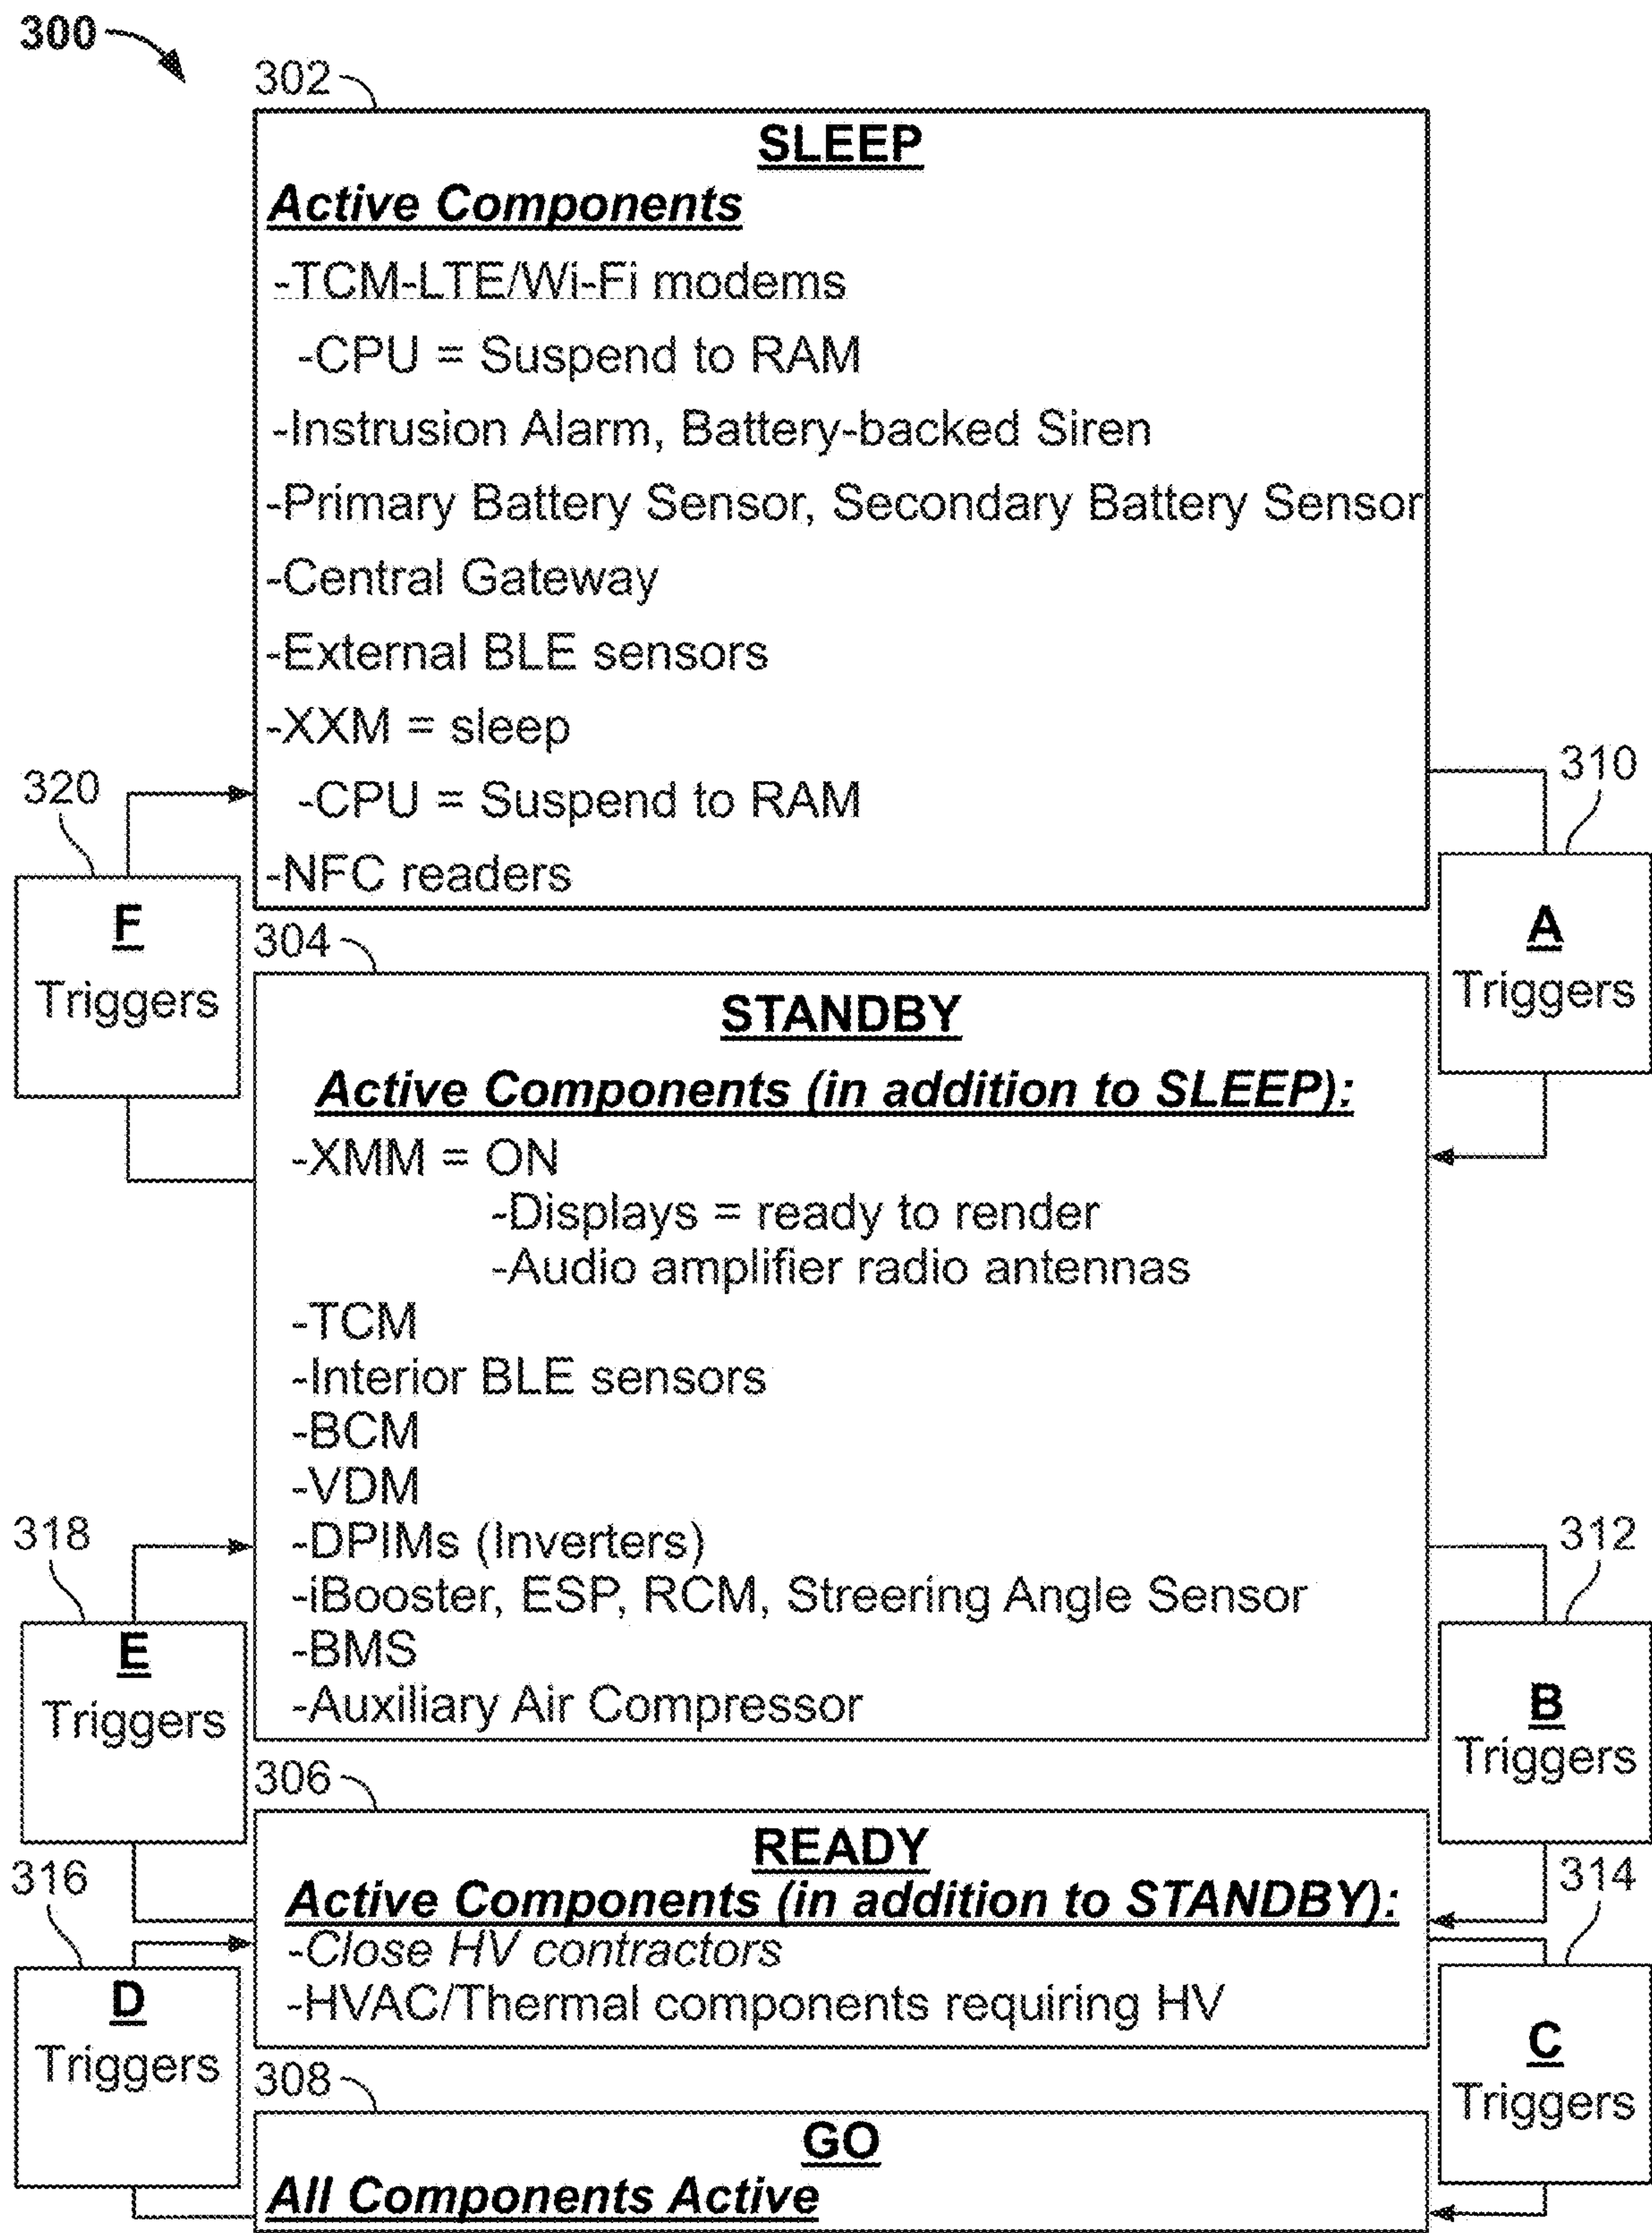 300
302
SLEEP
Active Components
-TCM-LTE/Wi-Fi modems
-CPU = Suspend to RAM
-Instrusion Alarm, Battery-backed Siren
-Primary Battery Sensor, Secondary Battery Sensor
-Central Gateway
-External BLE sensors
-XXM = sleep
-CPU = Suspend to RAM
-NFC readers
320
F
Triggers
310
A
Triggers
304
STANDBY
Active Components (in addition to SLEEP):
-XMM = ON
-Displays = ready to render
-Audio amplifier radio antennas
-TCM
-Interior BLE sensors
-BCM
-VDM
-DPIMs (Inverters)
-iBooster, ESP, RCM, Streering Angle Sensor
-BMS
-Auxiliary Air Compressor
318
E
Triggers
312
B
Triggers
306
READY
Active Components (in addition to STANDBY):
-Close HV contractors
-HVAC/Thermal components requiring HV
316
D
Triggers
314
C
Triggers
308
GO
All Components Active